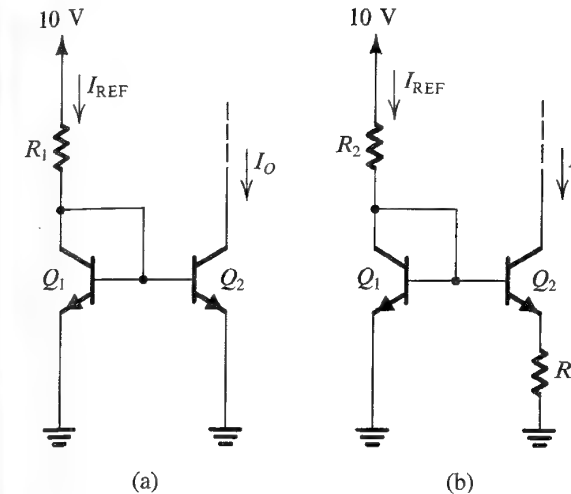 10 V
I_REF
R_1
I_O
Q_1
Q_2
(a)
10 V
I_REF
R_2
Q_1
Q_2
R
(b)